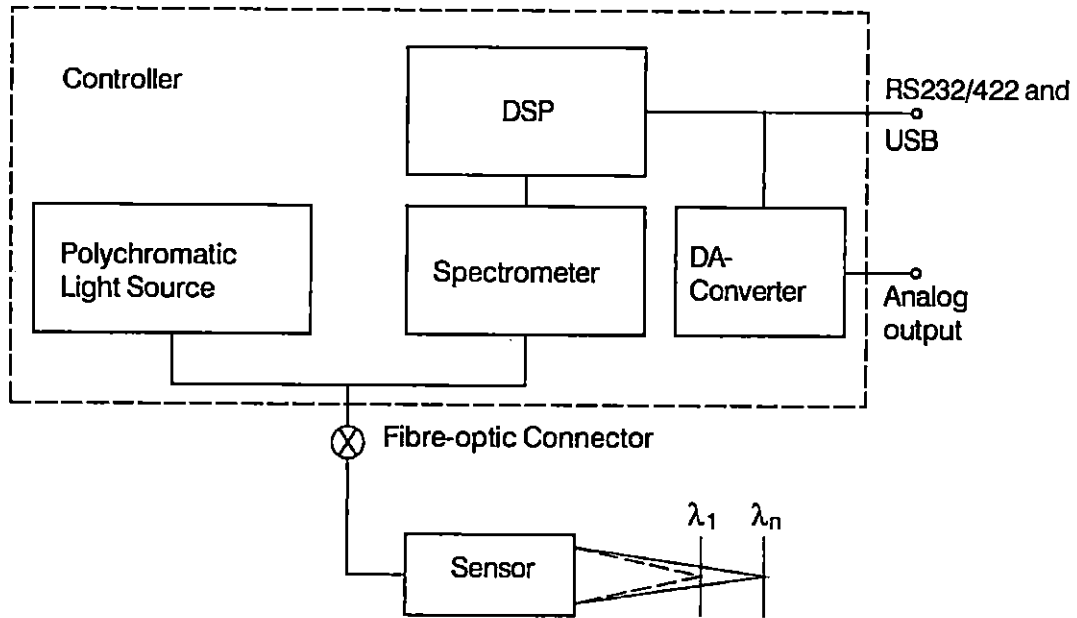 Controller
DSP
RS232/422 and
USB
Polychromatic
Light Source
Spectrometer
DA-
Converter
Analog
output
Fibre-optic Connector
Sensor
λ1
λn